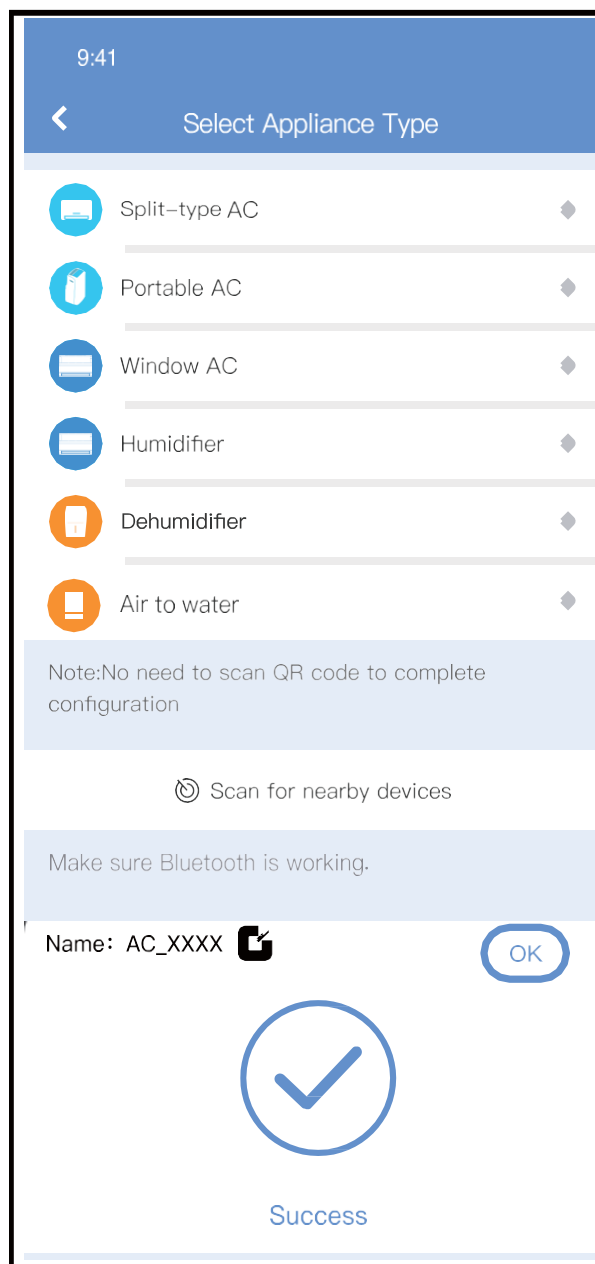 9:41
Select Appliance Type
Split-type AC
Portable AC
Window AC
Humidifier
Dehumidifier
Air to water
Note:No need to scan QR code to complete
configuration
Scan for nearby devices
Make sure Bluetooth is working.
Name: AC_XXXX
OK
Success